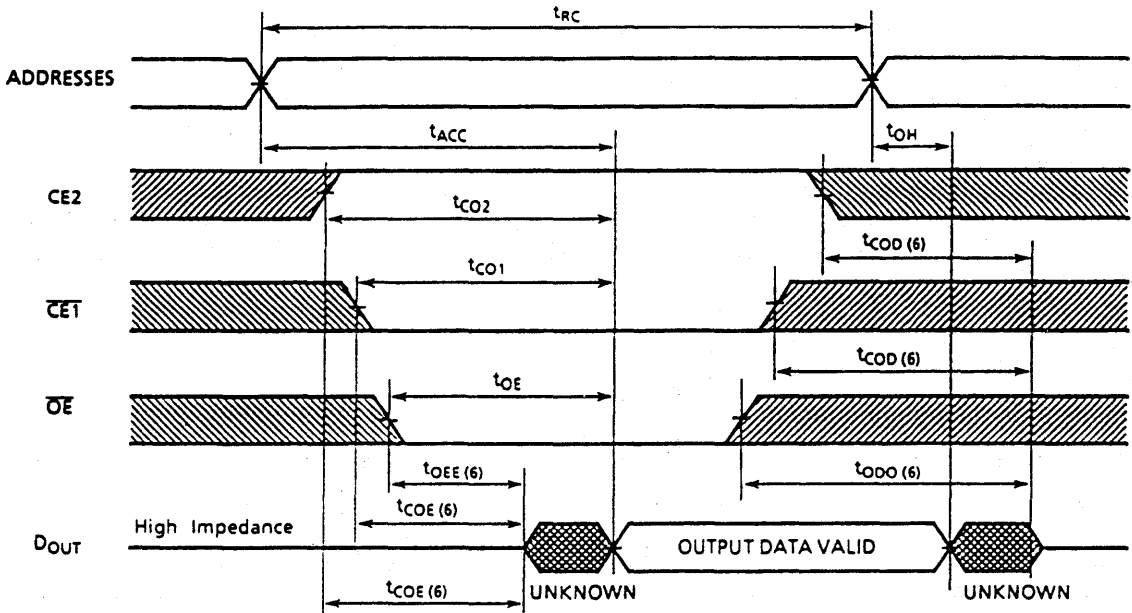 tRC
ADDRESSES
tACC
tOH
CE2
tCO2
tCOD (6)
tCO1
CE1
tCOD (6)
tOE
OE
tOEE (6)
tODO (6)
tCOE (6)
High Impedance
DOUT
OUTPUT DATA VALID
UNKNOWN
UNKNOWN
tCOE (6)